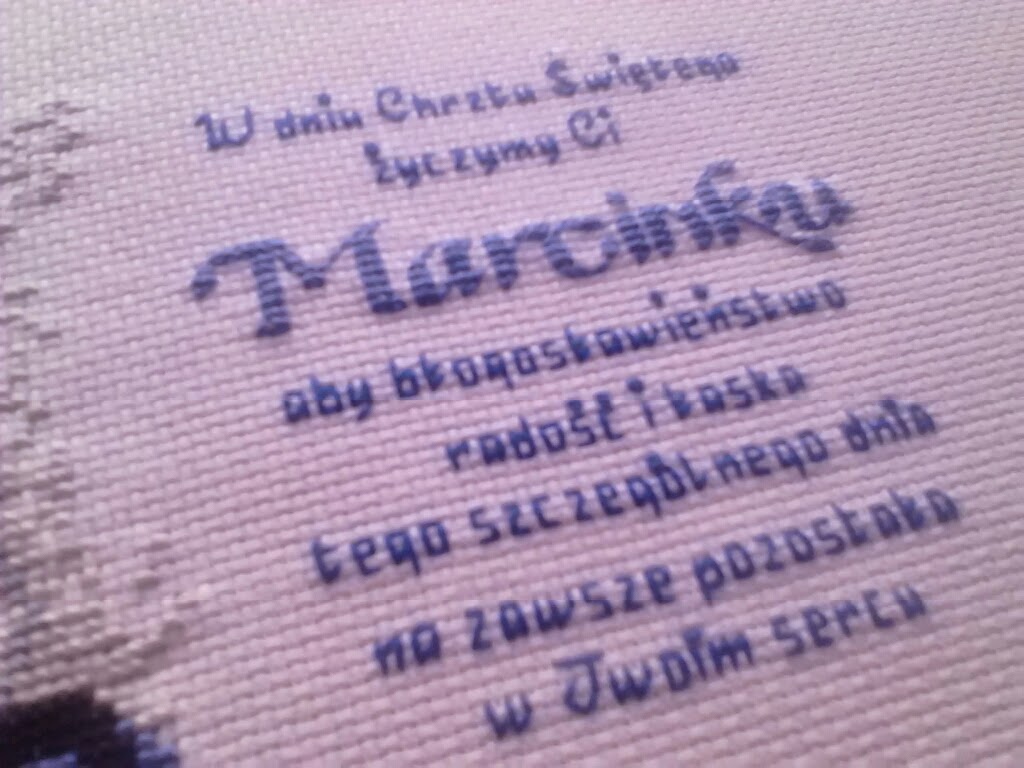 W dniu Chrztu Świętego
życzymy Ci
Marcinku
aby błogosławieństwo
radość i łaska
tego szczególnego dnia
na zawsze pozostała
w Twoim sercu